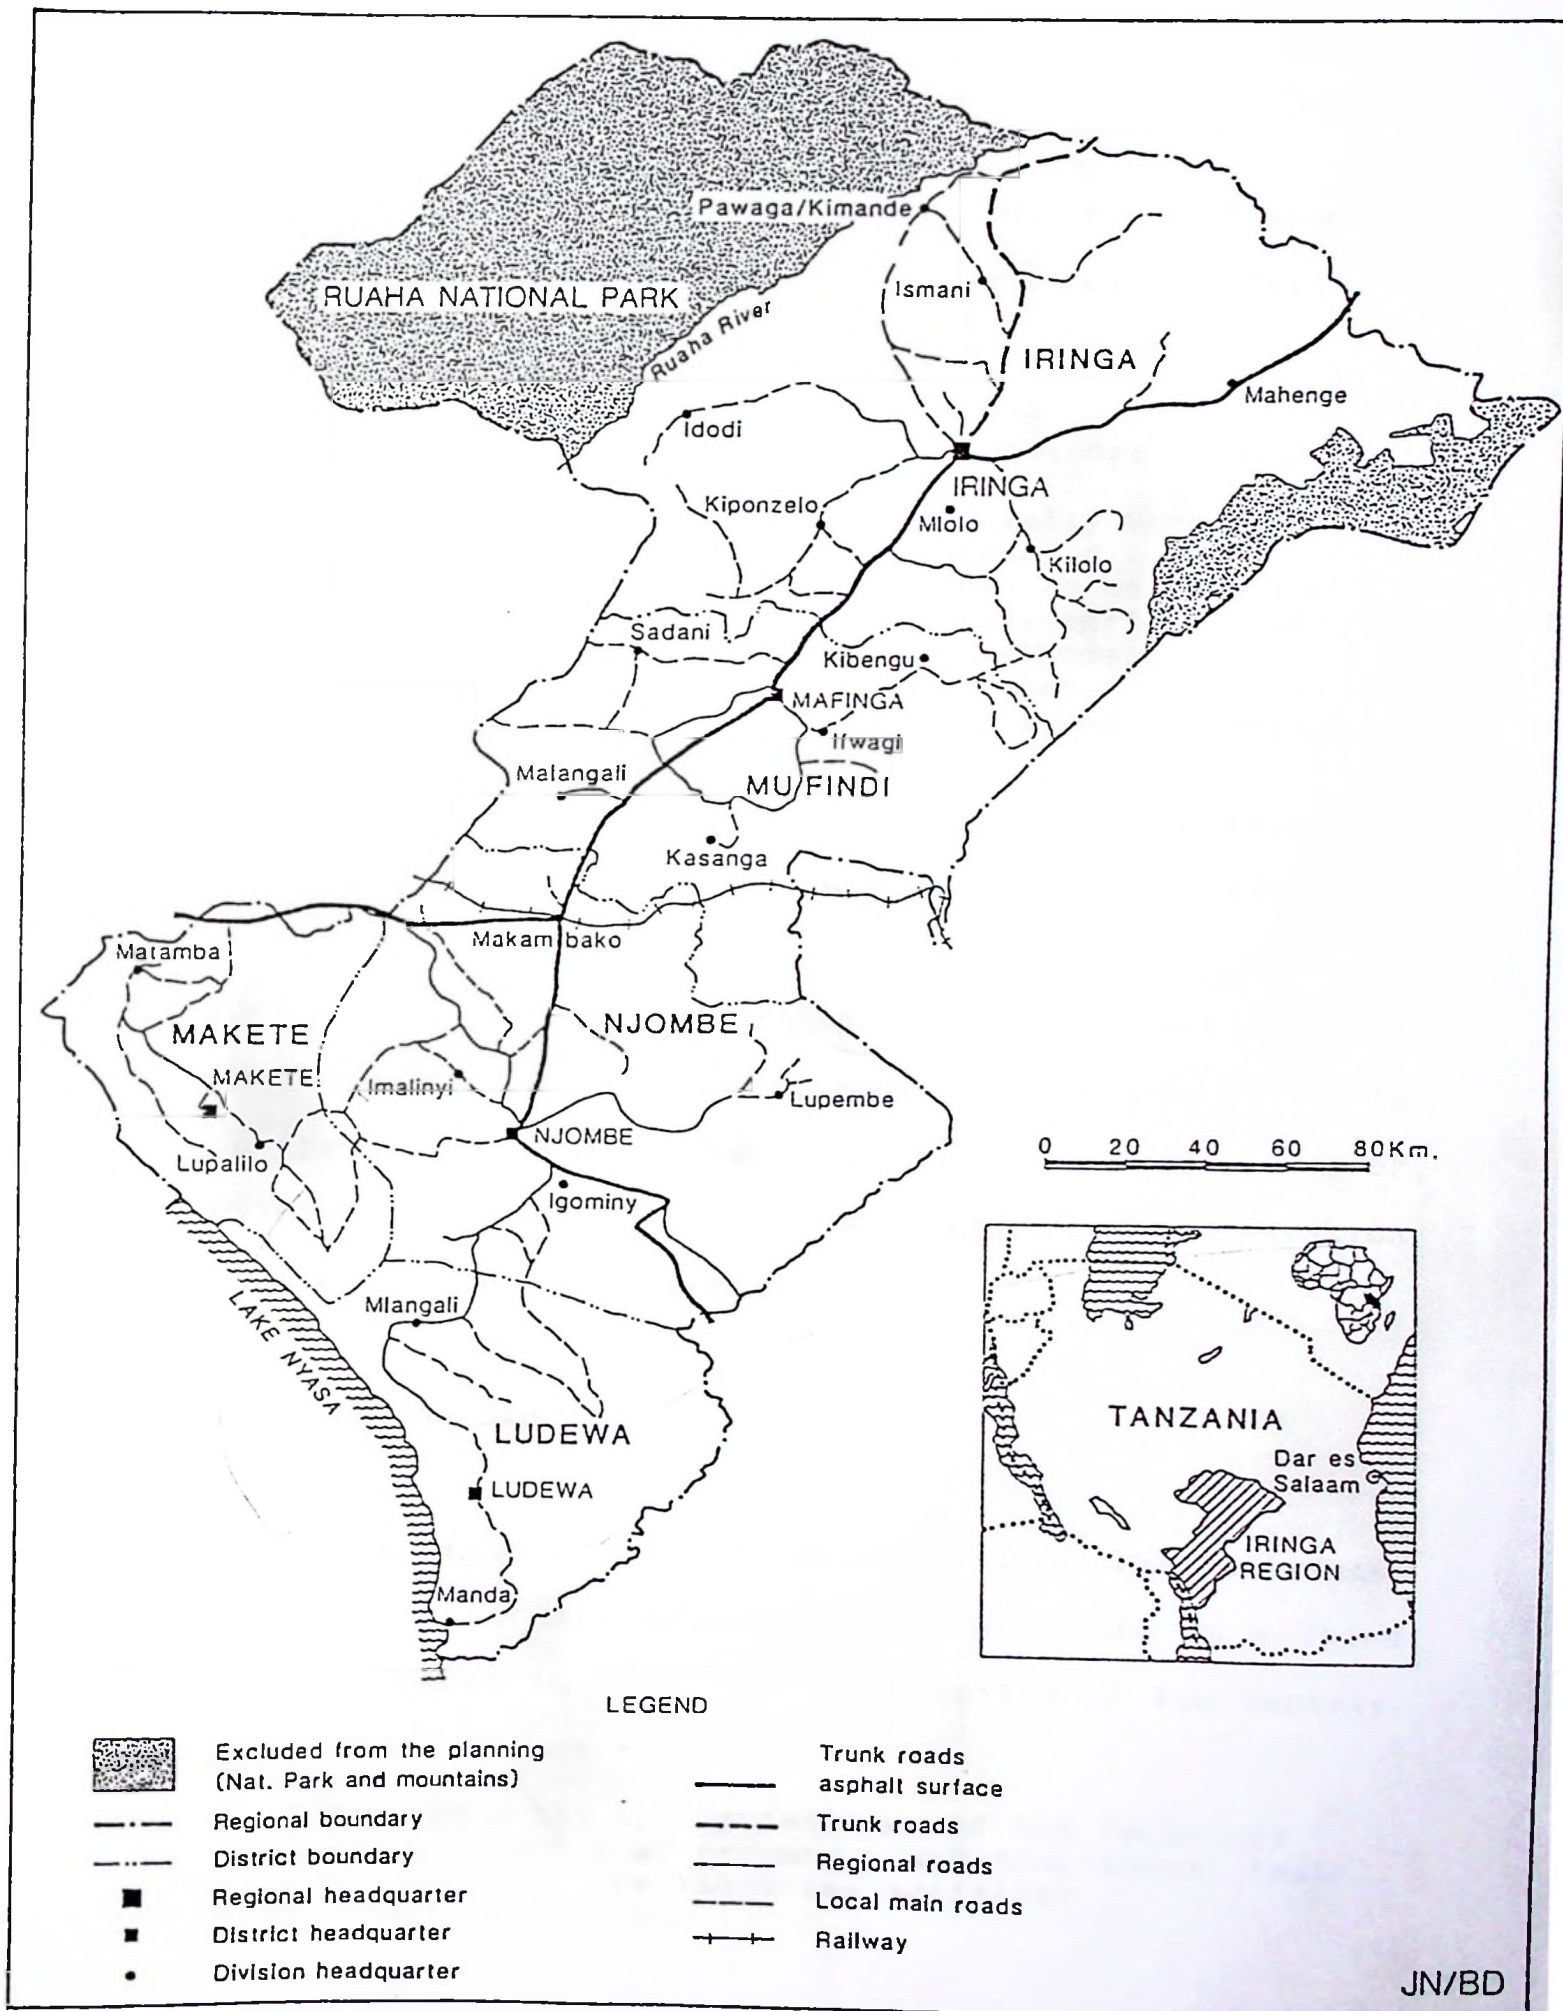 Pawaga/Kimande
Ismani
RUAHA NATIONAL PARK
Ruaha River
IRINGA
Mahenge
Idodi
IRINGA
Kiponzelo
Mlolo
Kilolo
Sadani
Kibengu
MAFINGA
Ifwagi
Malangali
MUFINDI
Kasanga
Makambako
Matamba
MAKETE
NJOMBE
MAKETE
Imalinyi
Lupembe
NJOMBE
Lupalilo
Igominy
0 20 40 60 80Km.
Mlangali
LAKE NYASA
LUDEWA
LUDEWA
Manda
TANZANIA
Dar es
Salaam
IRINGA
REGION
LEGEND
Excluded from the planning
(Nat. Park and mountains)
Regional boundary
District boundary
Regional headquarter
District headquarter
Division headquarter
Trunk roads
asphalt surface
Trunk roads
Regional roads
Local main roads
Railway
JN/BD